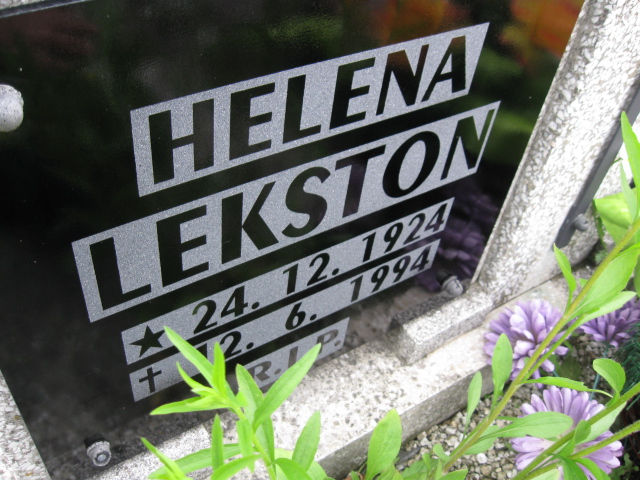 HELENA
LEKSTON
★ 24. 12. 1924
✝ 12. 6. 1994
R.I.P.